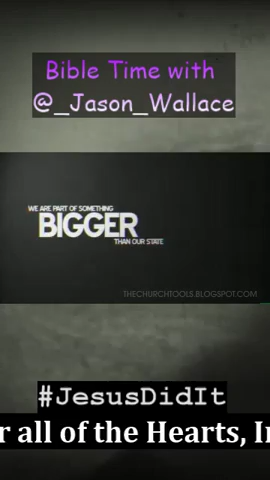 Bible Time with
@_Jason_Wallace
WE ARE PART OF SOMETHING
BIGGER
THAN OUR STATE
THECHURCHTOOLS.BLOGSPOT.COM
#JesusDidIt
r all of the Hearts, I